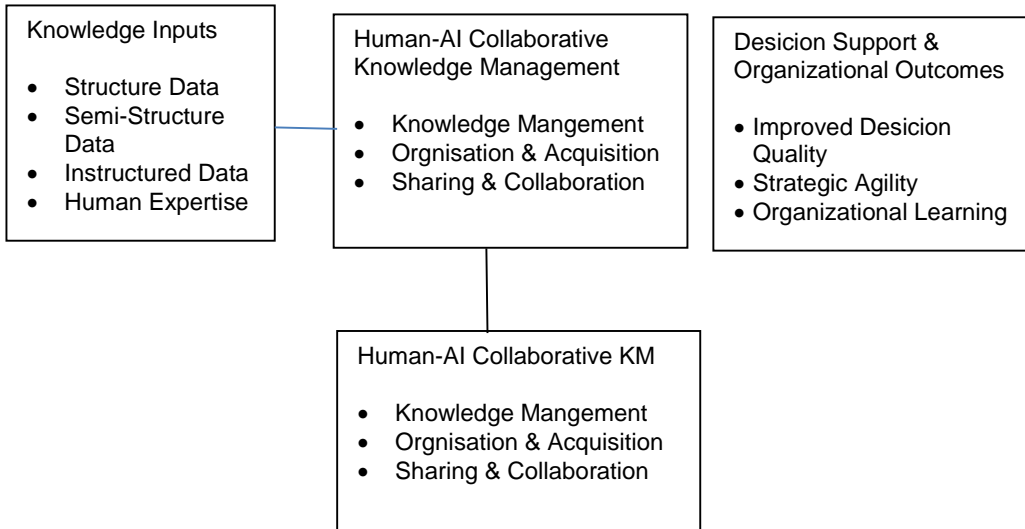 Knowledge Inputs
• Structure Data
• Semi-Structure
Data
• Instructured Data
• Human Expertise
Human-AI Collaborative
Knowledge Management
• Knowledge Mangement
• Orgnisation & Acquisition
• Sharing & Collaboration
Desicion Support &
Organizational Outcomes
• Improved Desicion
Quality
• Strategic Agility
• Organizational Learning
Human-AI Collaborative KM
• Knowledge Mangement
• Orgnisation & Acquisition
• Sharing & Collaboration